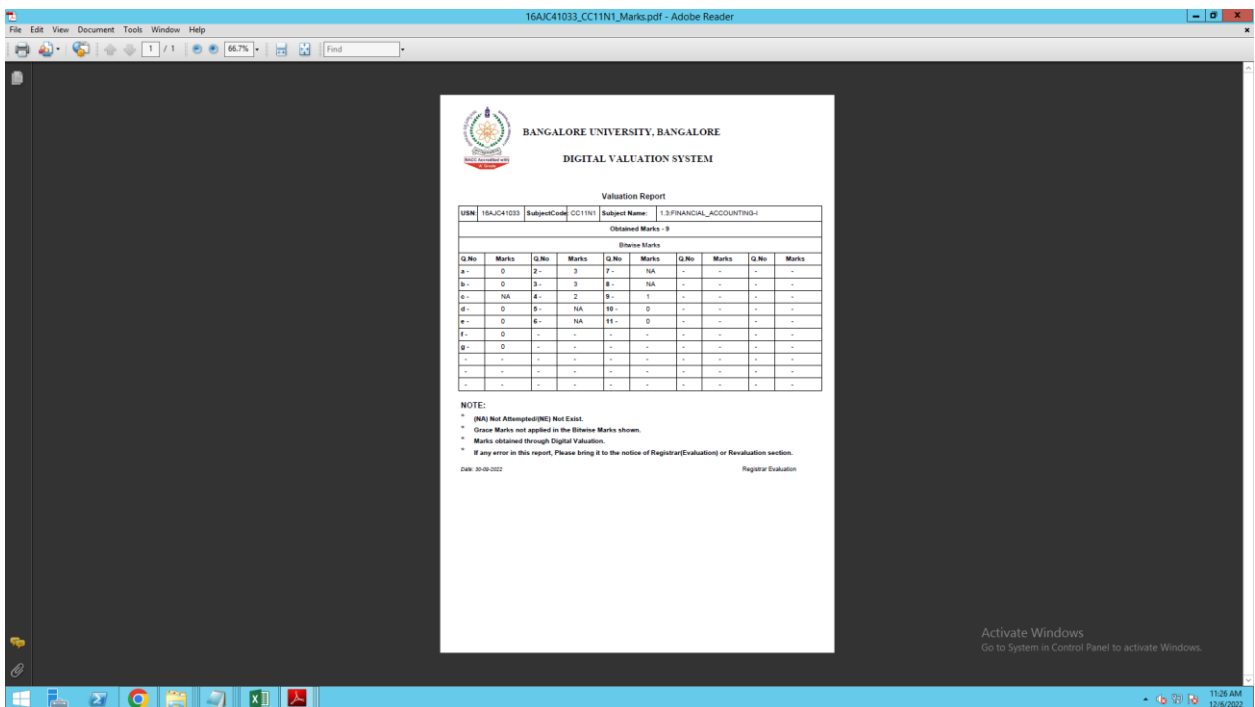 16AJC41033_CC11N1_Marks.pdf - Adobe Reader
File Edit View Document Tools Window Help
1 / 1 66.7% Find
BANGALORE UNIVERSITY, BANGALORE
DIGITAL VALUATION SYSTEM
NAAC Accredited with
'A' Grade
Valuation Report
USN: 16AJC41033 SubjectCode: CC11N1 Subject Name: 1.3:FINANCIAL_ACCOUNTING-I
Obtained Marks - 9
Bitwise Marks
Q.No Marks Q.No Marks Q.No Marks Q.No Marks Q.No Marks
a - 0 2 - 3 7 - NA - - - -
b - 0 3 - 3 8 - NA - - - -
c - NA 4 - 2 9 - 1 - - - -
d - 0 5 - NA 10 - 0 - - - -
e - 0 6 - NA 11 - 0 - - - -
f - 0 - - - - - - - -
g - 0 - - - - - - - -
- - - - - - - - - -
- - - - - - - - - -
- - - - - - - - - -
NOTE:
* (NA) Not Attempted/(NE) Not Exist.
* Grace Marks not applied in the Bitwise Marks shown.
* Marks obtained through Digital Valuation.
* If any error in this report, Please bring it to the notice of Registrar(Evaluation) or Revaluation section.
Date: 30-09-2022 Registrar Evaluation
Activate Windows
Go to System in Control Panel to activate Windows.
11:26 AM
12/6/2022